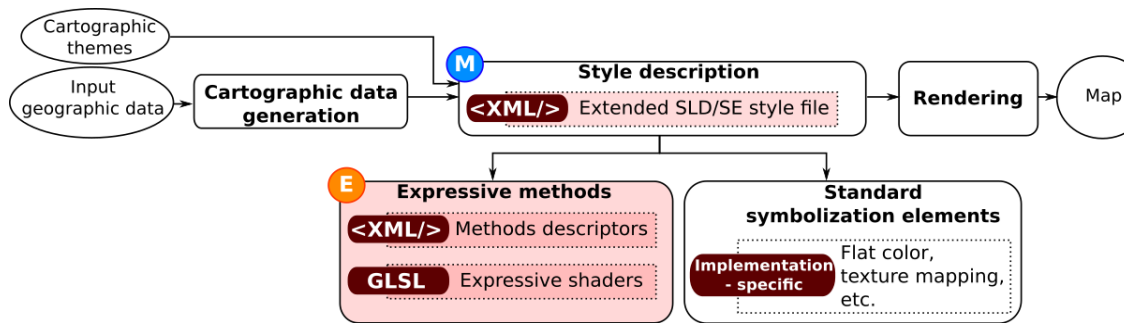 Cartographic
themes
Input
geographic data
Cartographic data
generation
M
Style description
<XML/> Extended SLD/SE style file
Rendering
Map
E
Expressive methods
<XML/> Methods descriptors
GLSL Expressive shaders
Standard
symbolization elements
Implementation
- specific
Flat color,
texture mapping,
etc.